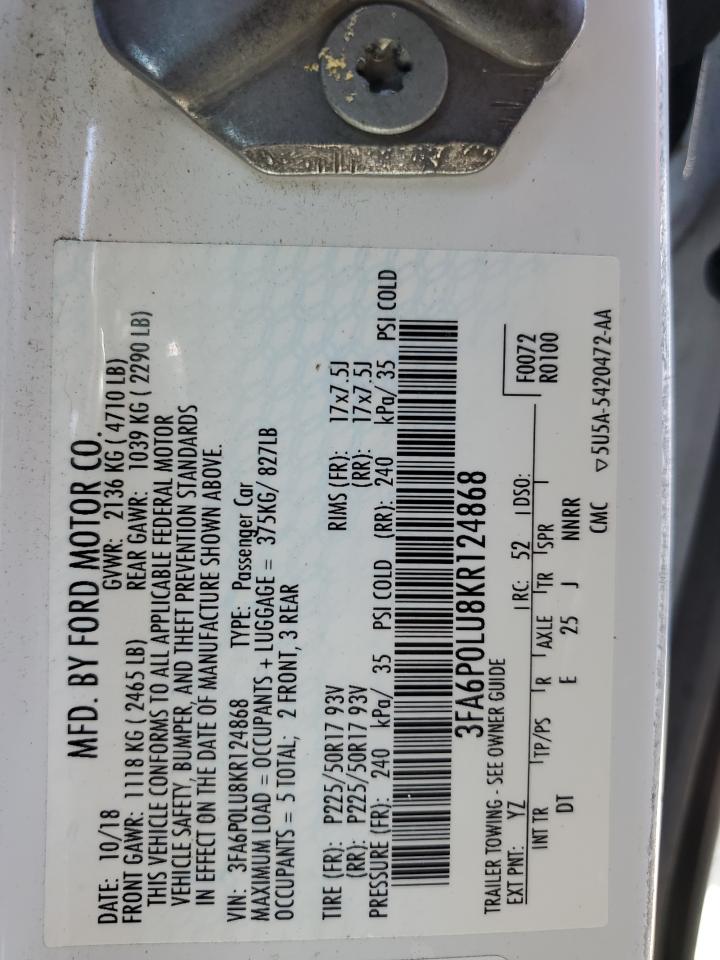 MFD. BY FORD MOTOR CO.
DATE: 10/18 GVWR: 2136 KG ( 4710 LB)
FRONT GAWR: 1118 KG ( 2465 LB) REAR GAWR: 1039 KG ( 2290 LB)
THIS VEHICLE CONFORMS TO ALL APPLICABLE FEDERAL MOTOR
VEHICLE SAFETY, BUMPER, AND THEFT PREVENTION STANDARDS
IN EFFECT ON THE DATE OF MANUFACTURE SHOWN ABOVE.
VIN: 3FA6P0LU8KR124868 TYPE: Passenger Car
MAXIMUM LOAD = OCCUPANTS + LUGGAGE = 375KG/ 827LB
OCCUPANTS = 5 TOTAL; 2 FRONT, 3 REAR
TIRE (FR): P225/50R17 93V RIMS (FR): 17x7.5J
(RR): P225/50R17 93V (RR): 17x7.5J
PRESSURE (FR): 240 kPa/ 35 PSI COLD (RR): 240 kPa/ 35 PSI COLD
3FA6P0LU8KR124868
TRAILER TOWING - SEE OWNER GUIDE
EXT PNT: YZ RC: 52 DSO: F0072
INT TR TP/PS R AXLE TR SPR R0100
DT E 25 J NNRR
CMC ▽5U5A-5420472-AA